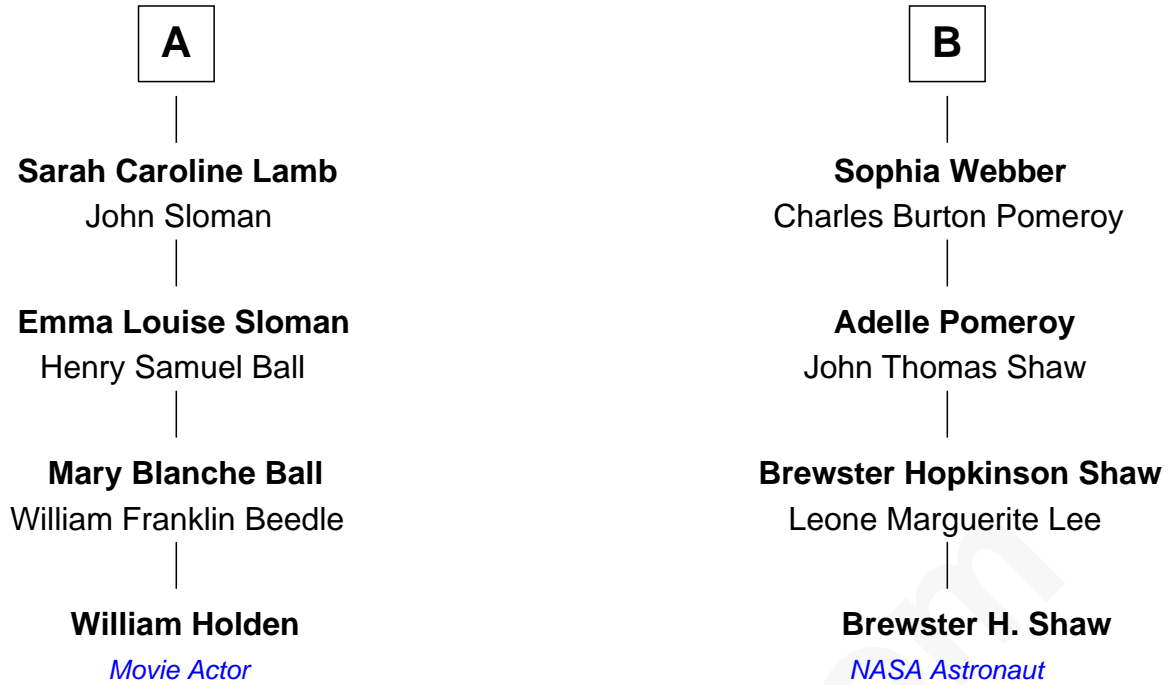 A
Sarah Caroline Lamb
John Sloman
Emma Louise Sloman
Henry Samuel Ball
Mary Blanche Ball
William Franklin Beedle
William Holden
Movie Actor
B
Sophia Webber
Charles Burton Pomeroy
Adelle Pomeroy
John Thomas Shaw
Brewster Hopkinson Shaw
Leone Marguerite Lee
Brewster H. Shaw
NASA Astronaut